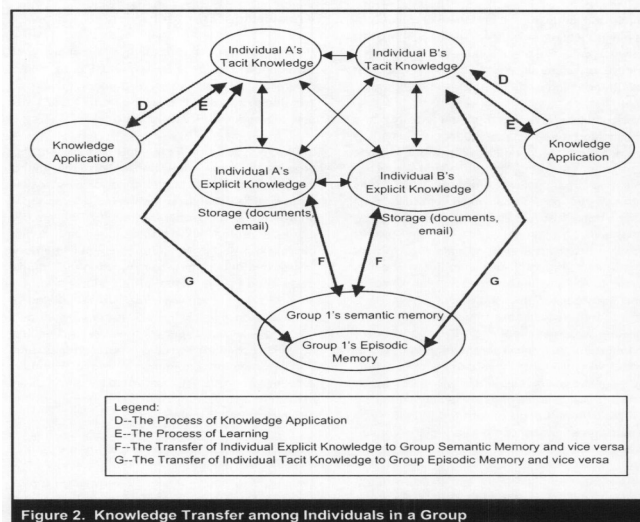 Individual A's
Tacit Knowledge
Individual B's
Tacit Knowledge
D
E
D
E
Knowledge
Application
Knowledge
Application
Individual A's
Explicit Knowledge
Individual B's
Explicit Knowledge
Storage (documents,
email)
Storage (documents,
email)
F
F
G
G
Group 1's semantic memory
Group 1's Episodic
Memory
Legend:
D--The Process of Knowledge Application
E--The Process of Learning
F--The Transfer of Individual Explicit Knowledge to Group Semantic Memory and vice versa
G--The Transfer of Individual Tacit Knowledge to Group Episodic Memory and vice versa
Figure 2. Knowledge Transfer among Individuals in a Group